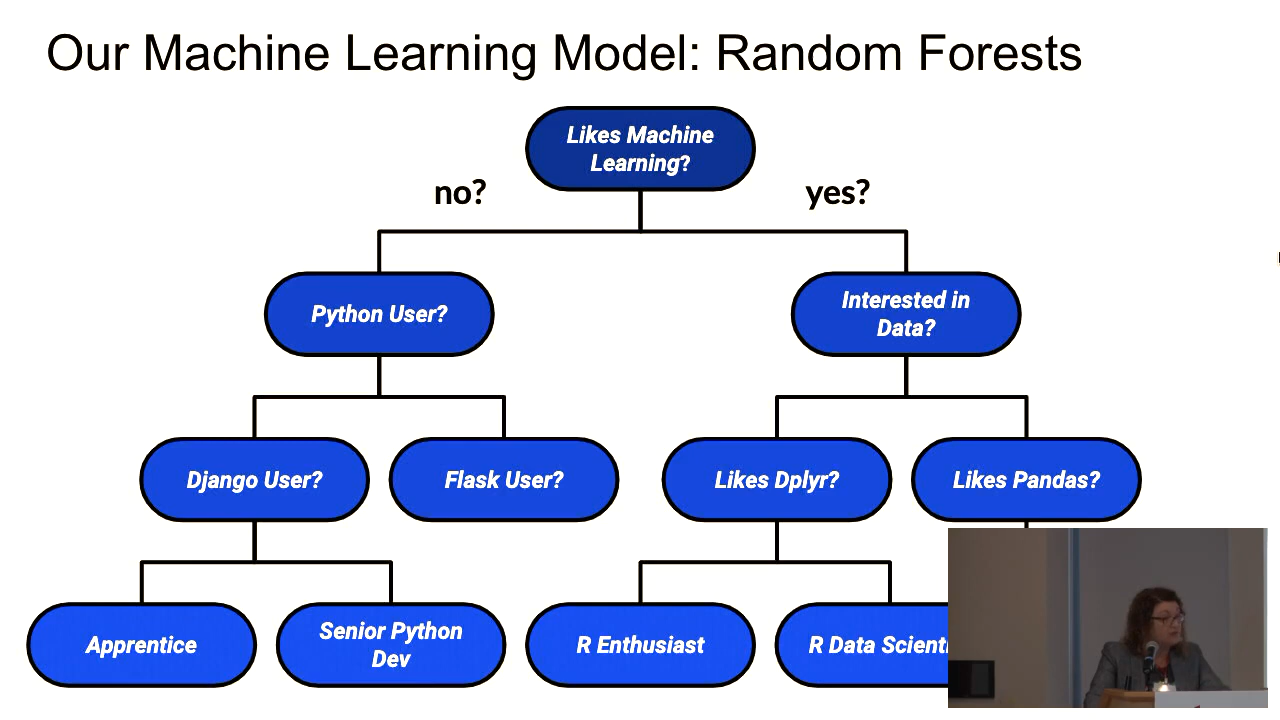 Our Machine Learning Model: Random Forests
Likes Machine
Learning?
no?
yes?
Python User?
Interested in
Data?
Django User?
Flask User?
Likes Dplyr?
Likes Pandas?
Apprentice
Senior Python
Dev
R Enthusiast
R Data